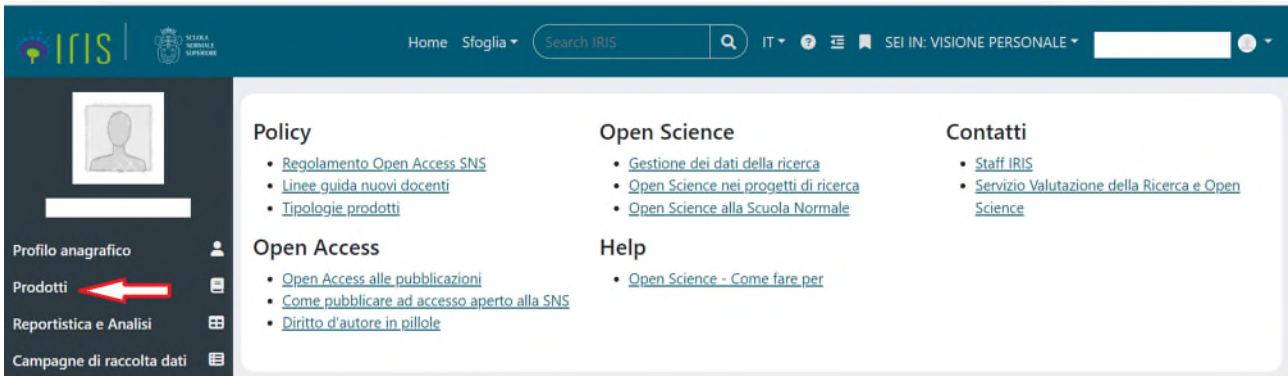 IRIS
SCUOLA
NORMALE
SUPERIORE
Home Sfoglia Search IRIS IT SEI IN: VISIONE PERSONALE
Profilo anagrafico
Prodotti
Reportistica e Analisi
Campagne di raccolta dati
Policy
Regolamento Open Access SNS
Linee guida nuovi docenti
Tipologie prodotti
Open Access
Open Access alle pubblicazioni
Come pubblicare ad accesso aperto alla SNS
Diritto d'autore in pillole
Open Science
Gestione dei dati della ricerca
Open Science nei progetti di ricerca
Open Science alla Scuola Normale
Help
Open Science - Come fare per
Contatti
Staff IRIS
Servizio Valutazione della Ricerca e Open
Science